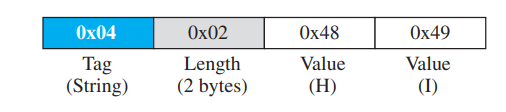 0x04 0x02 0x48 0x49
Tag Length Value Value
(String) (2 bytes) (H) (I)